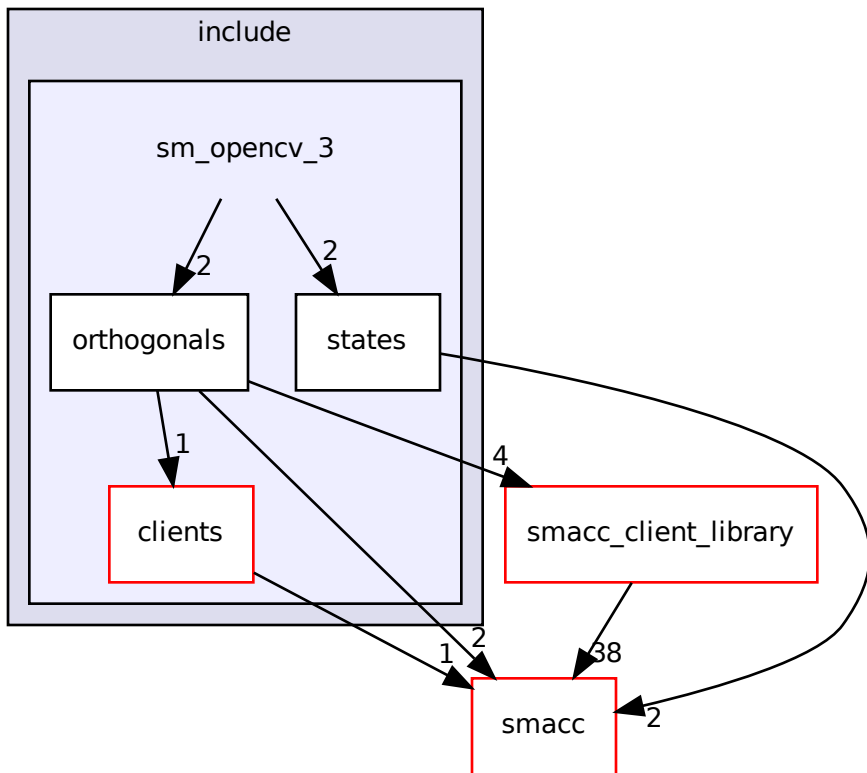 include
sm_opencv_3
2
2
orthogonals
states
1
4
clients
smacc_client_library
1
2
38
2
smacc